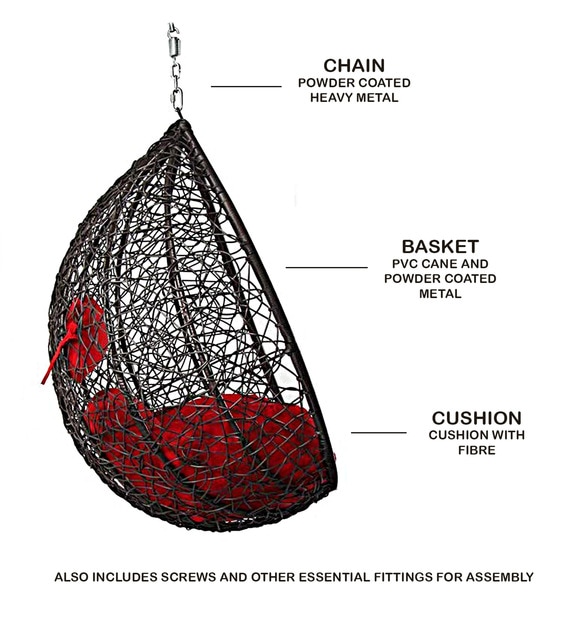 CHAIN
POWDER COATED
HEAVY METAL
BASKET
PVC CANE AND
POWDER COATED
METAL
CUSHION
CUSHION WITH
FIBRE
ALSO INCLUDES SCREWS AND OTHER ESSENTIAL FITTINGS FOR ASSEMBLY